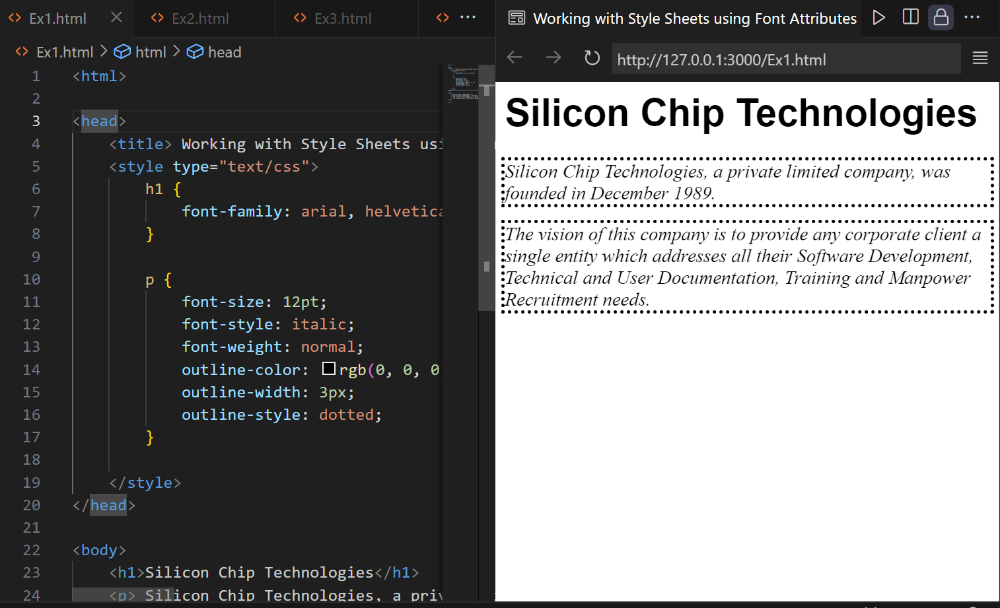 Ex1.html
Ex2.html
Ex3.html
Ex1.html > html > head
1 <html>
2
3 <head>
4 <title> Working with Style Sheets usi
5 <style type="text/css">
6 h1 {
7 font-family: arial, helvetica
8 }
9
10 p {
11 font-size: 12pt;
12 font-style: italic;
13 font-weight: normal;
14 outline-color: rgb(0, 0, 0
15 outline-width: 3px;
16 outline-style: dotted;
17 }
18
19 </style>
20 </head>
21
22 <body>
23 <h1>Silicon Chip Technologies</h1>
24 <p> Silicon Chip Technologies, a pri
Working with Style Sheets using Font Attributes
http://127.0.0.1:3000/Ex1.html
Silicon Chip Technologies
Silicon Chip Technologies, a private limited company, was
founded in December 1989.
The vision of this company is to provide any corporate client a
single entity which addresses all their Software Development,
Technical and User Documentation, Training and Manpower
Recruitment needs.